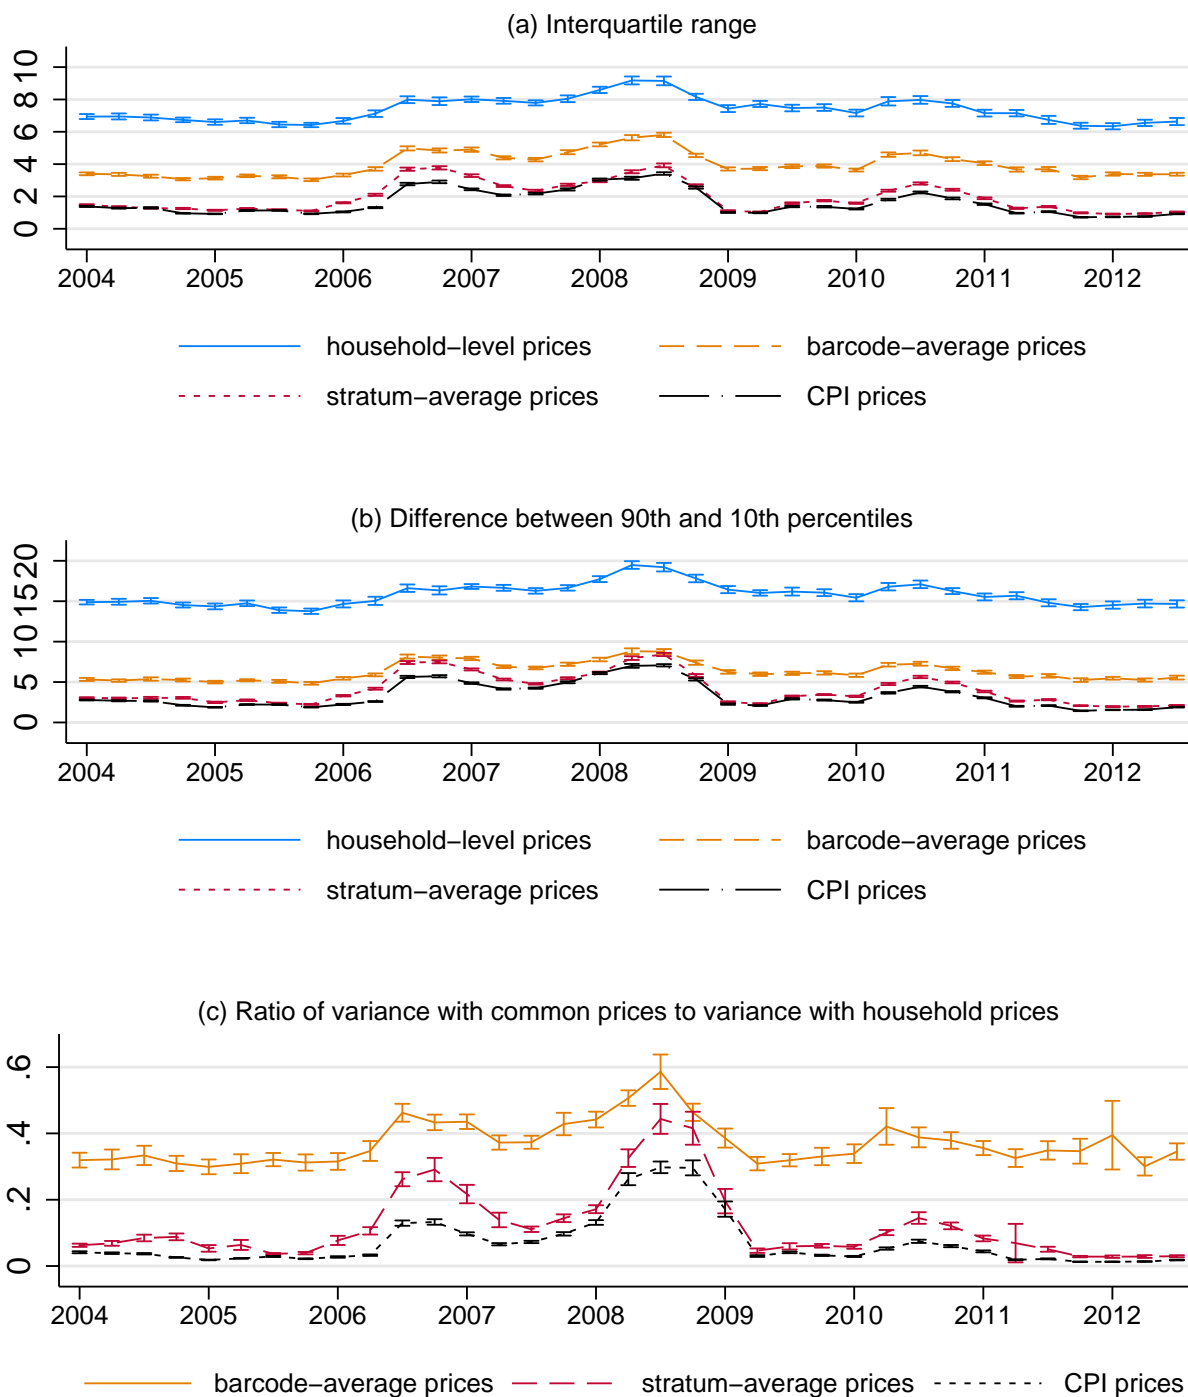 (a) Interquartile range
10
8
6
4
2
0
2004 2005 2006 2007 2008 2009 2010 2011 2012
household−level prices barcode−average prices
stratum−average prices CPI prices
(b) Difference between 90th and 10th percentiles
20
15
10
5
0
2004 2005 2006 2007 2008 2009 2010 2011 2012
household−level prices barcode−average prices
stratum−average prices CPI prices
(c) Ratio of variance with common prices to variance with household prices
.6
.4
.2
0
2004 2005 2006 2007 2008 2009 2010 2011 2012
barcode−average prices stratum−average prices CPI prices